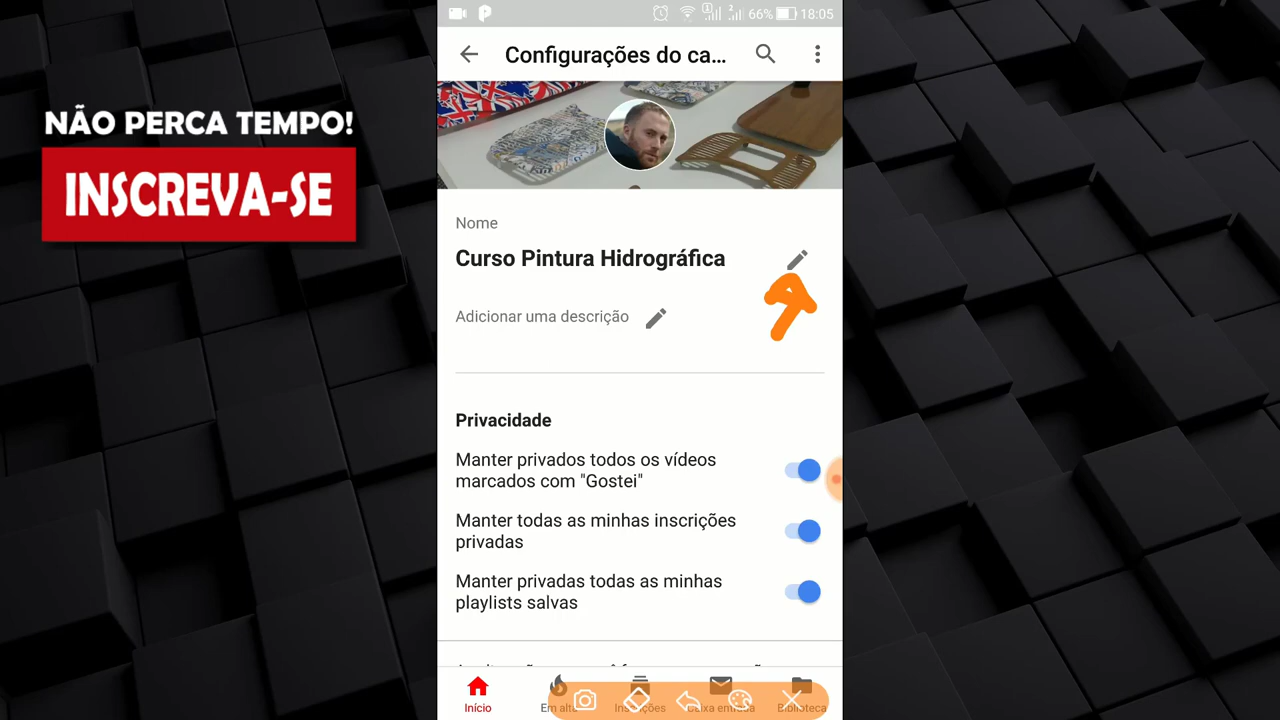 66% 18:05
Configurações do ca...
NÃO PERCA TEMPO!
INSCREVA-SE
Nome
Curso Pintura Hidrográfica
Adicionar uma descrição
Privacidade
Manter privados todos os vídeos
marcados com "Gostei"
Manter todas as minhas inscrições
privadas
Manter privadas todas as minhas
playlists salvas
Início
Em alta
Inscrições
Caixa entrada
Biblioteca